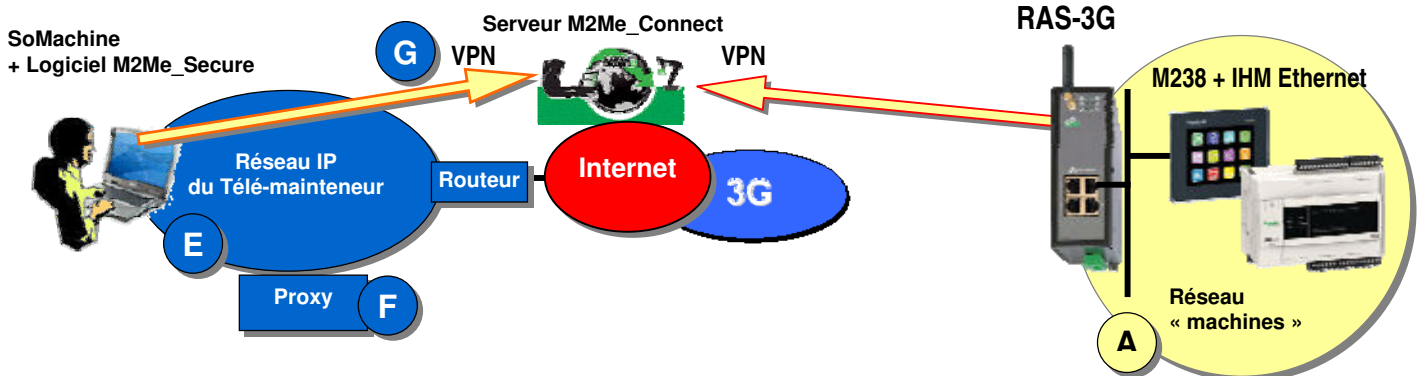 RAS-3G
Serveur M2Me_Connect
SoMachine
+ Logiciel M2Me_Secure
G
VPN
VPN
M238 + IHM Ethernet
Réseau IP
du Télé-mainteneur
Routeur
Internet
3G
E
Proxy
F
Réseau
« machines »
A